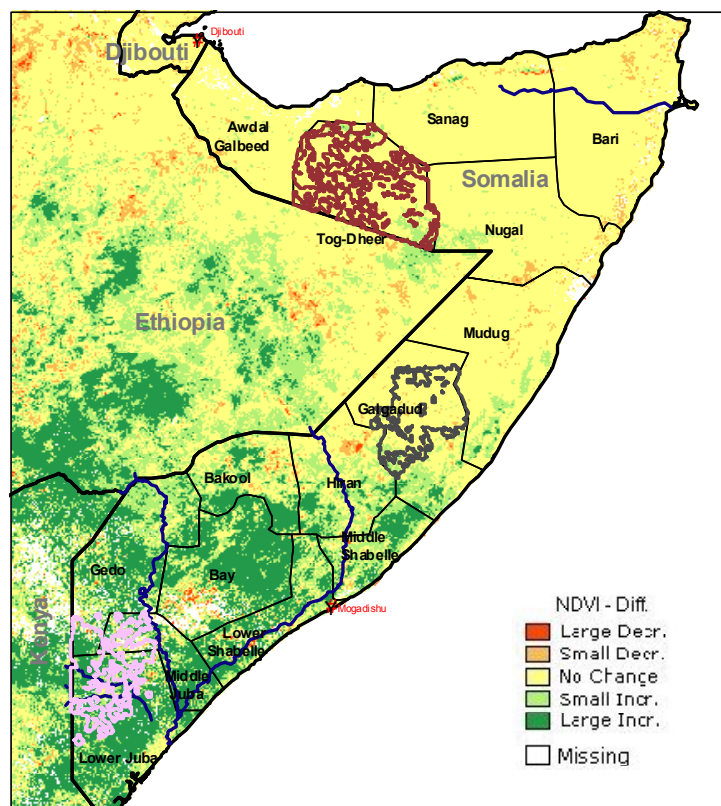 Djibouti
Djibouti
Awdal
Galbeed
Sanag
Bari
Somalia
Tog-Dheer
Nugal
Ethiopia
Mudug
Galgadud
Bakool
Hiran
Middle
Shabelle
Gedo
Bay
Mogadishu
Kenya
Lower
Shabelle
Middle
Juba
Lower Juba
NDVI - Diff.
Large Decr.
Small Decr.
No Change
Small Incr.
Large Incr.
Missing